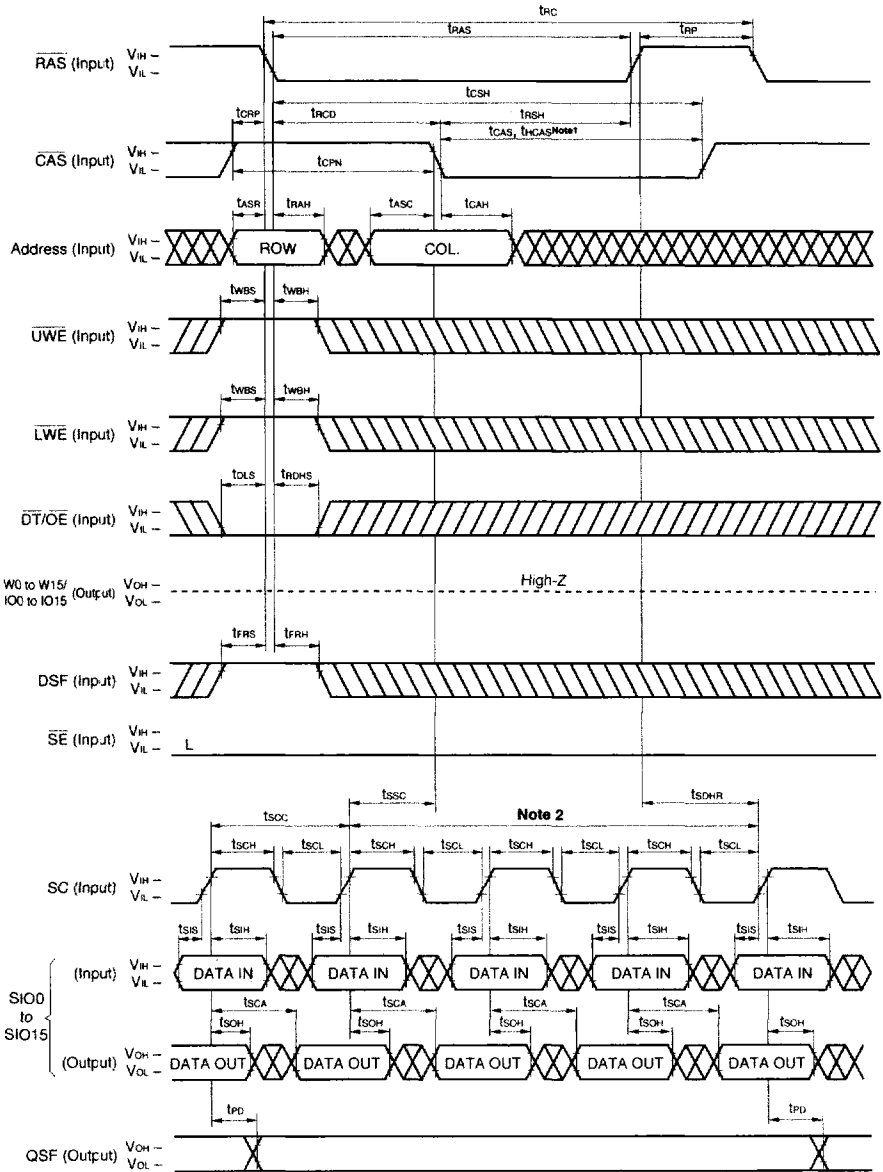 tRC
tRAS
tRP
RAS (Input)
VIH –
VIL –
tCSH
tCRP
tRCD
tRSH
tCAS, tHCAS Note1
CAS (Input)
VIH –
VIL –
tCPN
tASR
tRAH
tASC
tCAH
Address (Input)
VIH –
VIL –
ROW
COL.
tWBS
tWBH
UWE (Input)
VIH –
VIL –
tWBS
tWBH
LWE (Input)
VIH –
VIL –
tDLS
tRDHS
DT/OE (Input)
VIH –
VIL –
High-Z
W0 to W15/
IO0 to IO15
(Output)
VOH –
VOL –
tFRS
tFRH
DSF (Input)
VIH –
VIL –
SE (Input)
VIH –
VIL –
L
tSSC
tSDHR
tSCC
Note 2
tSCH tSCL tSCH tSCL tSCH tSCL tSCH tSCL
SC (Input)
VIH –
VIL –
tSIS tSIH tSIS tSIH tSIS tSIH tSIS tSIH tSIS tSIH
SIO0
to
SIO15
(Input)
VIH –
VIL –
DATA IN DATA IN DATA IN DATA IN DATA IN
tSCA tSCA tSCA tSCA
tSOH tSOH tSOH tSOH tSOH
(Output)
VOH –
VOL –
DATA OUT DATA OUT DATA OUT DATA OUT DATA OUT
tPD
tPD
QSF (Output)
VOH –
VOL –